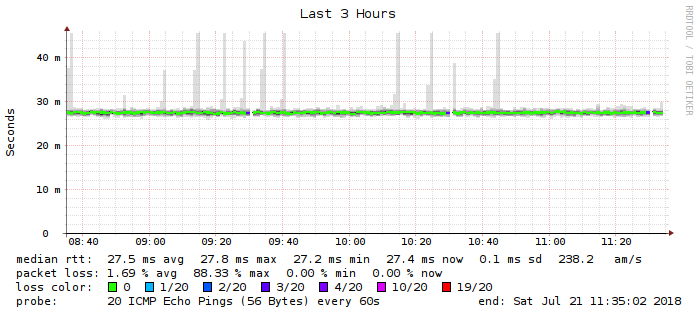 Last 3 Hours
RRDTOOL / TOBI OETIKER
Seconds
40 m
30 m
20 m
10 m
0
08:40 09:00 09:20 09:40 10:00 10:20 10:40 11:00 11:20
median rtt: 27.5 ms avg 27.8 ms max 27.2 ms min 27.4 ms now 0.1 ms sd 238.2 am/s
packet loss: 1.69 % avg 88.33 % max 0.00 % min 0.00 % now
loss color: 0 1/20 2/20 3/20 4/20 10/20 19/20
probe: 20 ICMP Echo Pings (56 Bytes) every 60s end: Sat Jul 21 11:35:02 2018